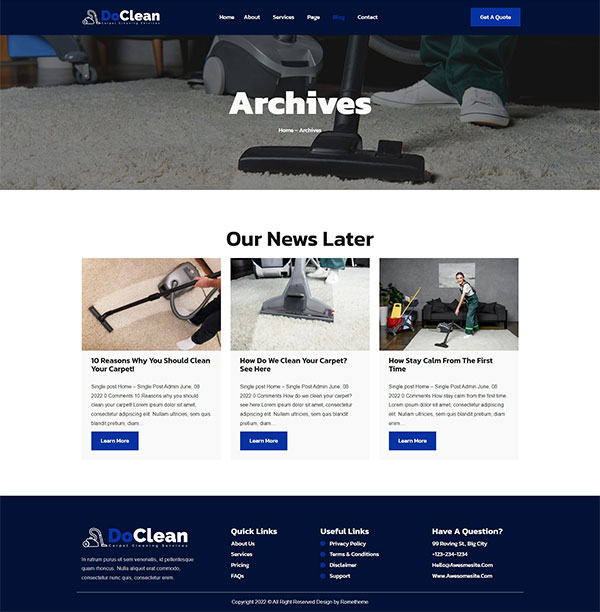 DoClean
Carpet Cleaning Services
Home About Services Page Blog Contact
Get A Quote
Archives
Home – Archives
Our News Later
10 Reasons Why You Should Clean
Your Carpet!
Single post Home – Single Post Admin June, 08
2022 0 Comments 10 Reasons why you should
clean your carpet! Lorem ipsum dolor sit amet,
consectetur adipiscing elit. Nullam ultricies, sem quis
blandit pretium, diam…
Learn More
How Do We Clean Your Carpet?
See Here
Single post Home – Single Post Admin June, 08
2022 0 Comments How do we clean your carpet?
see here Lorem ipsum dolor sit amet, consectetur
adipiscing elit. Nullam ultricies, sem quis blandit
pretium, diam…
Learn More
How Stay Calm From The First
Time
Single post Home – Single Post Admin June, 08
2022 0 Comments How stay calm from the first time.
Lorem ipsum dolor sit amet, consectetur adipiscing
elit. Nullam ultricies, sem quis blandit pretium, diam
enim…
Learn More
DoClean
Carpet Cleaning Services
In rutrum purus et sem venenatis, id pellentesque
quam rhoncus. Nulla aliquet erat commodo,
consectetur nunc quis, consectetur enim.
Quick Links
About Us
Services
Pricing
FAQs
Useful Links
Privacy Policy
Terms & Conditions
Disclaimer
Support
Have A Question?
99 Roving St., Big City
+123-234-1234
Hello@Awesmesite.Com
Www.Awesomesite.Com
Copyright 2022 © All Right Reserved Design by Rometheme